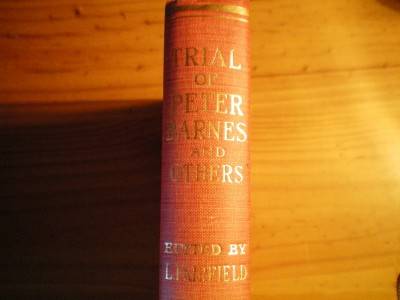 TRIAL
OF
PETER
BARNES
AND
OTHERS
EDITED BY
L. FAIRFIELD